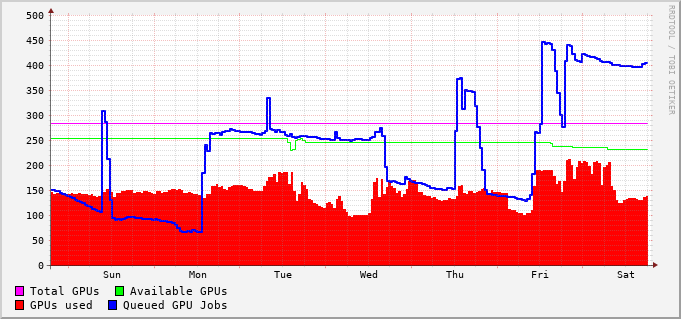 500
450
400
350
300
250
200
150
100
50
0
Sun Mon Tue Wed Thu Fri Sat
Total GPUs Available GPUs
GPUs used Queued GPU Jobs
RRDTOOL / TOBI OETIKER